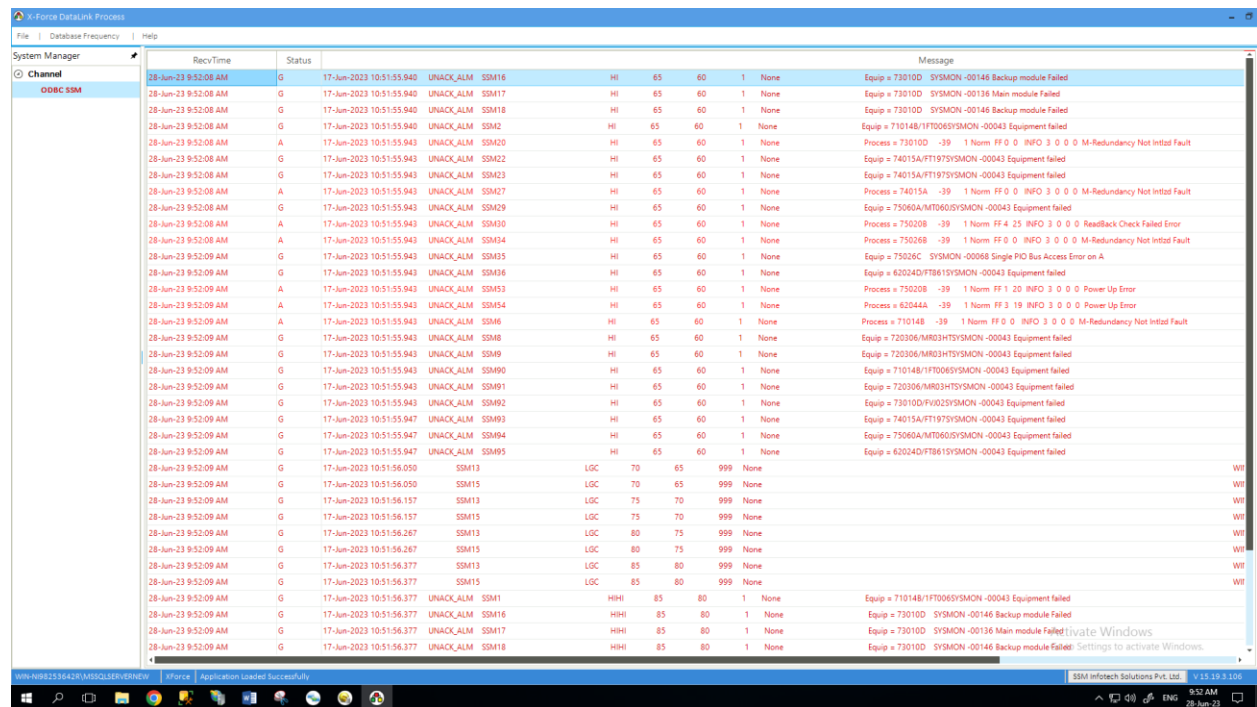 X-Force DataLink Process
File | Database Frequency | Help
System Manager
Channel
ODBC SSM
RecvTime Status Message
28-Jun-23 9:52:08 AM G 17-Jun-2023 10:51:55.940 UNACK_ALM SSM16 HI 65 60 1 None Equip = 73010D SYSMON -00146 Backup module Failed
28-Jun-23 9:52:08 AM G 17-Jun-2023 10:51:55.940 UNACK_ALM SSM17 HI 65 60 1 None Equip = 73010D SYSMON -00136 Main module Failed
28-Jun-23 9:52:08 AM G 17-Jun-2023 10:51:55.940 UNACK_ALM SSM18 HI 65 60 1 None Equip = 73010D SYSMON -00146 Backup module Failed
28-Jun-23 9:52:08 AM G 17-Jun-2023 10:51:55.940 UNACK_ALM SSM2 HI 65 60 1 None Equip = 71014B/1FT006SYSMON -00043 Equipment failed
28-Jun-23 9:52:08 AM A 17-Jun-2023 10:51:55.943 UNACK_ALM SSM20 HI 65 60 1 None Process = 73010D -39 1 Norm FF 0 0 INFO 3 0 0 0 M-Redundancy Not Intlzd Fault
28-Jun-23 9:52:08 AM G 17-Jun-2023 10:51:55.943 UNACK_ALM SSM22 HI 65 60 1 None Equip = 74015A/FT197SYSMON -00043 Equipment failed
28-Jun-23 9:52:08 AM G 17-Jun-2023 10:51:55.943 UNACK_ALM SSM23 HI 65 60 1 None Equip = 74015A/FT197SYSMON -00043 Equipment failed
28-Jun-23 9:52:08 AM A 17-Jun-2023 10:51:55.943 UNACK_ALM SSM27 HI 65 60 1 None Process = 74015A -39 1 Norm FF 0 0 INFO 3 0 0 0 M-Redundancy Not Intlzd Fault
28-Jun-23 9:52:08 AM G 17-Jun-2023 10:51:55.943 UNACK_ALM SSM29 HI 65 60 1 None Equip = 75060A/MT060JSYSMON -00043 Equipment failed
28-Jun-23 9:52:08 AM A 17-Jun-2023 10:51:55.943 UNACK_ALM SSM30 HI 65 60 1 None Process = 75020B -39 1 Norm FF 4 25 INFO 3 0 0 0 ReadBack Check Failed Error
28-Jun-23 9:52:08 AM A 17-Jun-2023 10:51:55.943 UNACK_ALM SSM34 HI 65 60 1 None Process = 75026B -39 1 Norm FF 0 0 INFO 3 0 0 0 M-Redundancy Not Intlzd Fault
28-Jun-23 9:52:08 AM G 17-Jun-2023 10:51:55.943 UNACK_ALM SSM35 HI 65 60 1 None Equip = 75026C SYSMON -00068 Single PIO Bus Access Error on A
28-Jun-23 9:52:08 AM G 17-Jun-2023 10:51:55.943 UNACK_ALM SSM36 HI 65 60 1 None Equip = 62024D/FT861SYSMON -00043 Equipment failed
28-Jun-23 9:52:08 AM A 17-Jun-2023 10:51:55.943 UNACK_ALM SSM53 HI 65 60 1 None Process = 75020B -39 1 Norm FF 1 20 INFO 3 0 0 0 Power Up Error
28-Jun-23 9:52:08 AM A 17-Jun-2023 10:51:55.943 UNACK_ALM SSM54 HI 65 60 1 None Process = 62044A -39 1 Norm FF 3 19 INFO 3 0 0 0 Power Up Error
28-Jun-23 9:52:09 AM A 17-Jun-2023 10:51:55.943 UNACK_ALM SSM6 HI 65 60 1 None Process = 71014B -39 1 Norm FF 0 0 INFO 3 0 0 0 M-Redundancy Not Intlzd Fault
28-Jun-23 9:52:09 AM G 17-Jun-2023 10:51:55.943 UNACK_ALM SSM8 HI 65 60 1 None Equip = 720306/MR03HTSYSMON -00043 Equipment failed
28-Jun-23 9:52:09 AM G 17-Jun-2023 10:51:55.943 UNACK_ALM SSM9 HI 65 60 1 None Equip = 720306/MR03HTSYSMON -00043 Equipment failed
28-Jun-23 9:52:09 AM G 17-Jun-2023 10:51:55.943 UNACK_ALM SSM90 HI 65 60 1 None Equip = 71014B/1FT006SYSMON -00043 Equipment failed
28-Jun-23 9:52:09 AM G 17-Jun-2023 10:51:55.943 UNACK_ALM SSM91 HI 65 60 1 None Equip = 720306/MR03HTSYSMON -00043 Equipment failed
28-Jun-23 9:52:09 AM G 17-Jun-2023 10:51:55.943 UNACK_ALM SSM92 HI 65 60 1 None Equip = 73010D/FVJ02SYSMON -00043 Equipment failed
28-Jun-23 9:52:09 AM G 17-Jun-2023 10:51:55.947 UNACK_ALM SSM93 HI 65 60 1 None Equip = 74015A/FT197SYSMON -00043 Equipment failed
28-Jun-23 9:52:09 AM G 17-Jun-2023 10:51:55.947 UNACK_ALM SSM94 HI 65 60 1 None Equip = 75060A/MT060JSYSMON -00043 Equipment failed
28-Jun-23 9:52:09 AM G 17-Jun-2023 10:51:55.947 UNACK_ALM SSM95 HI 65 60 1 None Equip = 62024D/FT861SYSMON -00043 Equipment failed
28-Jun-23 9:52:09 AM G 17-Jun-2023 10:51:56.050 SSM13 LGC 70 65 999 None WIN
28-Jun-23 9:52:09 AM G 17-Jun-2023 10:51:56.050 SSM15 LGC 70 65 999 None WIN
28-Jun-23 9:52:09 AM G 17-Jun-2023 10:51:56.157 SSM13 LGC 75 70 999 None WIN
28-Jun-23 9:52:09 AM G 17-Jun-2023 10:51:56.157 SSM15 LGC 75 70 999 None WIN
28-Jun-23 9:52:09 AM G 17-Jun-2023 10:51:56.267 SSM13 LGC 80 75 999 None WIN
28-Jun-23 9:52:09 AM G 17-Jun-2023 10:51:56.267 SSM15 LGC 80 75 999 None WIN
28-Jun-23 9:52:09 AM G 17-Jun-2023 10:51:56.377 SSM13 LGC 85 80 999 None WIN
28-Jun-23 9:52:09 AM G 17-Jun-2023 10:51:56.377 SSM15 LGC 85 80 999 None WIN
28-Jun-23 9:52:09 AM G 17-Jun-2023 10:51:56.377 UNACK_ALM SSM1 HIHI 85 80 1 None Equip = 71014B/1FT006SYSMON -00043 Equipment failed
28-Jun-23 9:52:09 AM G 17-Jun-2023 10:51:56.377 UNACK_ALM SSM16 HIHI 85 80 1 None Equip = 73010D SYSMON -00146 Backup module Failed
28-Jun-23 9:52:09 AM G 17-Jun-2023 10:51:56.377 UNACK_ALM SSM17 HIHI 85 80 1 None Equip = 73010D SYSMON -00136 Main module Failed
Activate Windows
28-Jun-23 9:52:09 AM G 17-Jun-2023 10:51:56.377 UNACK_ALM SSM18 HIHI 85 80 1 None Equip = 73010D SYSMON -00146 Backup module Failed
Settings to activate Windows.
WIN-NI98253642R\MSSQLSERVERNEW XForce Application Loaded Successfully SSM Infotech Solutions Pvt. Ltd. V 15.19.3.106
ENG 9:52 AM
28-Jun-23